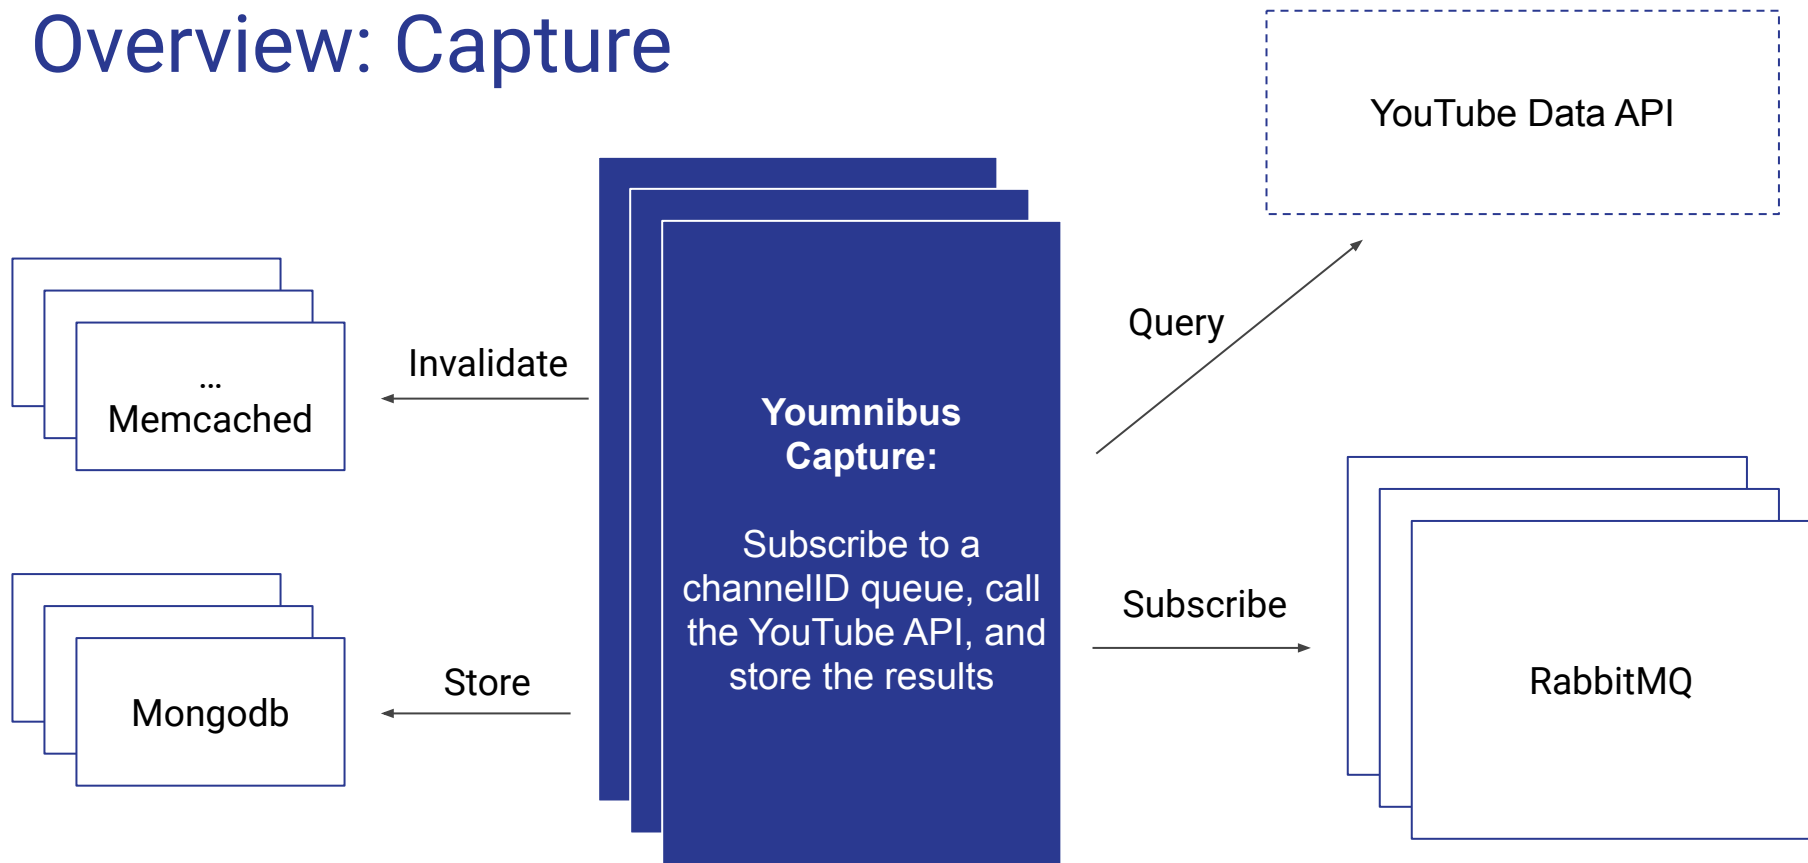 Overview: Capture
YouTube Data API
Query
Invalidate
…
Memcached
Youmnibus
Capture:
Subscribe to a
channelID queue, call
the YouTube API, and
store the results
Subscribe
RabbitMQ
Store
Mongodb